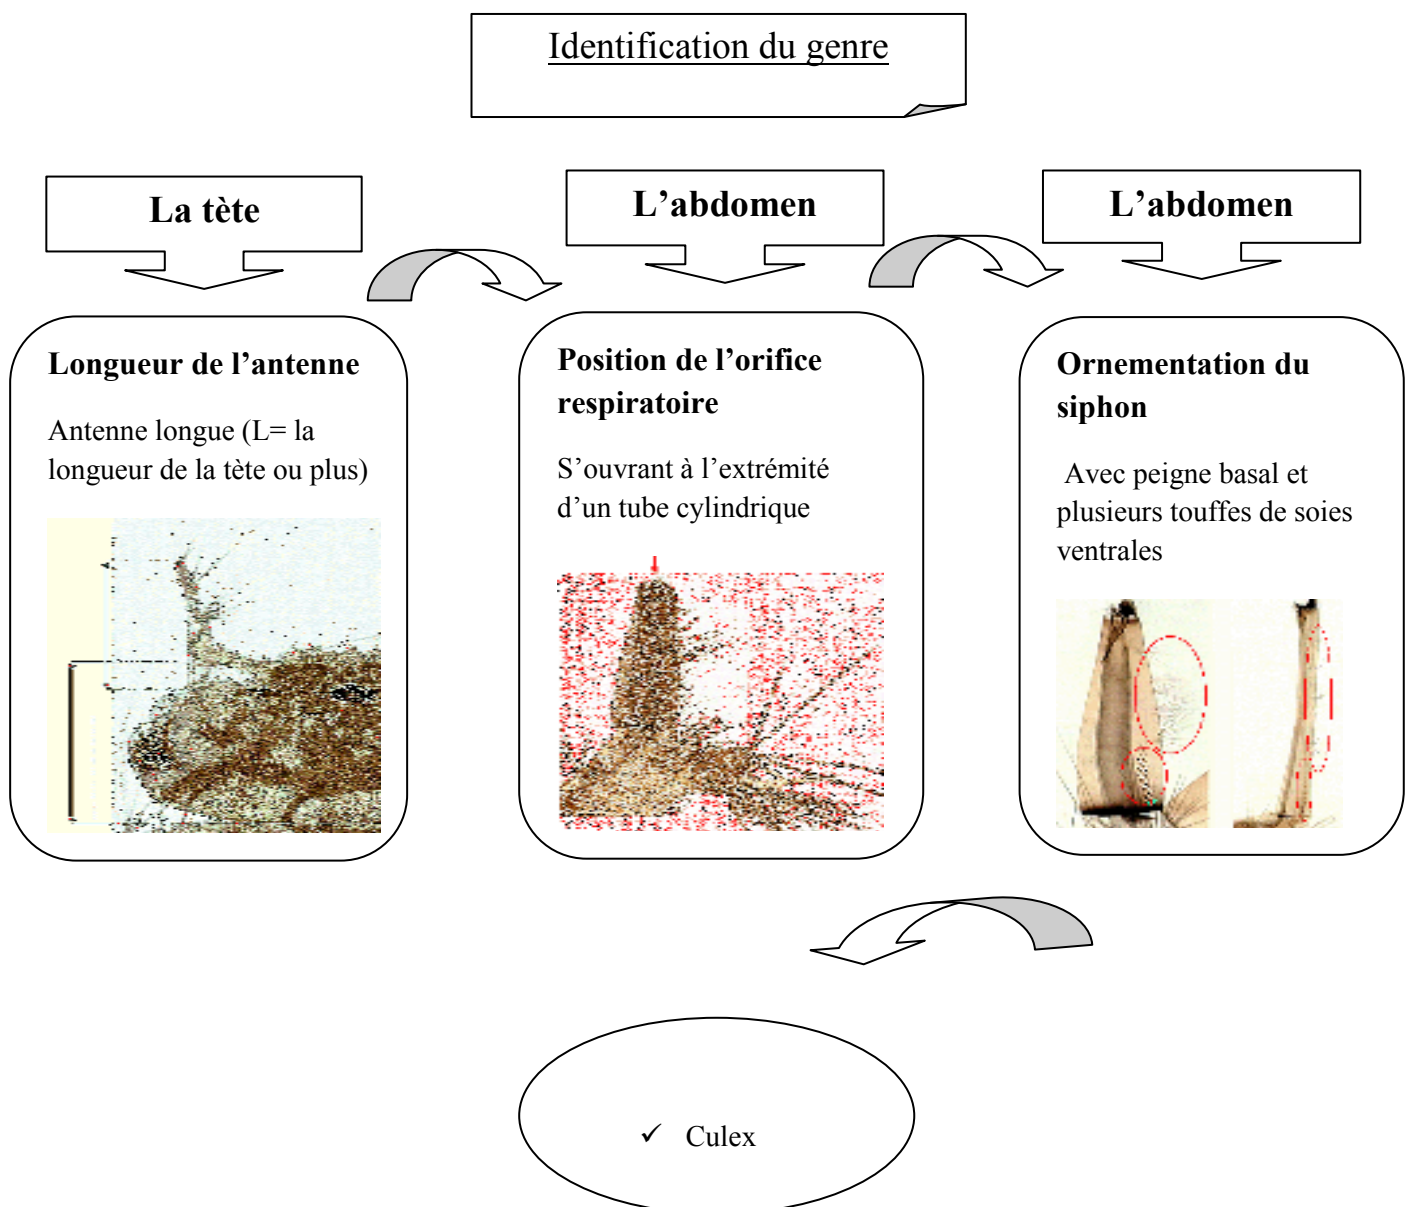 Identification du genre
La tète
L’abdomen
L’abdomen
Longueur de l’antenne
Antenne longue (L= la
longueur de la tète ou plus)
Position de l’orifice
respiratoire
S’ouvrant à l’extrémité
d’un tube cylindrique
Ornementation du
siphon
Avec peigne basal et
plusieurs touffes de soies
ventrales
✓ Culex